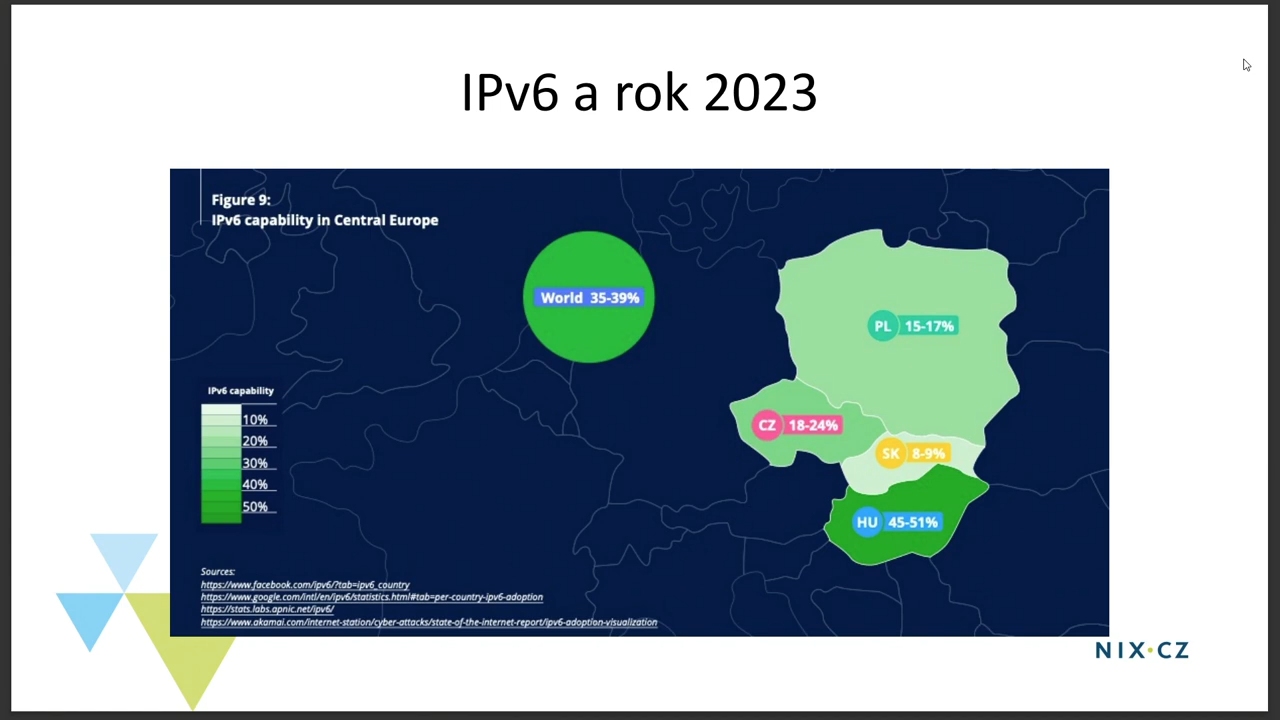 IPv6 a rok 2023
Figure 9:
IPv6 capability in Central Europe
World 35-39%
PL 15-17%
CZ 18-24%
SK 8-9%
HU 45-51%
IPv6 capability
10%
20%
30%
40%
50%
Sources:
https://www.facebook.com/ipv6/?tab=ipv6_country
https://www.google.com/intl/en/ipv6/statistics.html#tab=per-country-ipv6-adoption
https://stats.labs.apnic.net/ipv6/
https://www.akamai.com/internet-station/cyber-attacks/state-of-the-internet-report/ipv6-adoption-visualization
NIX·CZ